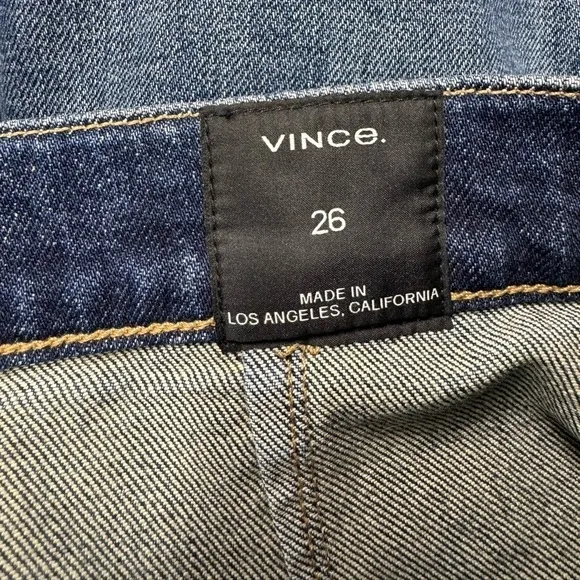 VINCe.
26
MADE IN
LOS ANGELES, CALIFORNIA